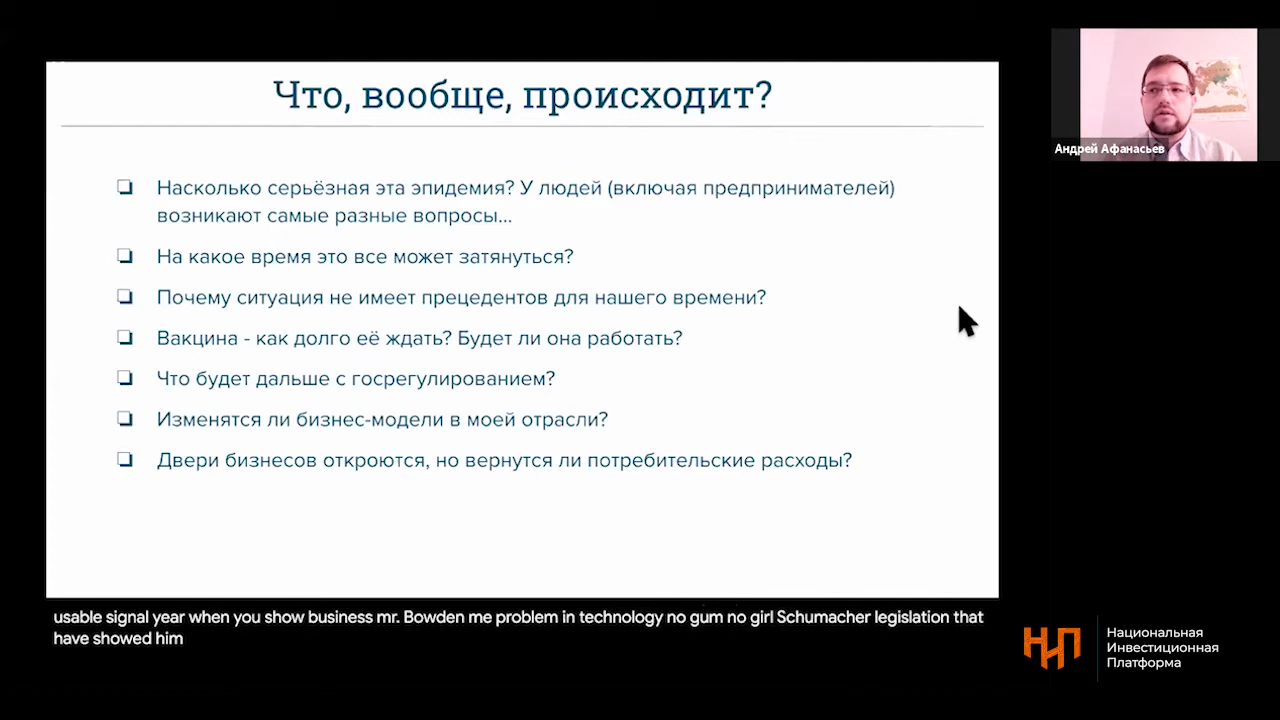 Что, вообще, происходит?
Насколько серьёзная эта эпидемия? У людей (включая предпринимателей)
возникают самые разные вопросы...
На какое время это все может затянуться?
Почему ситуация не имеет прецедентов для нашего времени?
Вакцина - как долго её ждать? Будет ли она работать?
Что будет дальше с госрегулированием?
Изменятся ли бизнес-модели в моей отрасли?
Двери бизнесов откроются, но вернутся ли потребительские расходы?
Андрей Афанасьев
usable signal year when you show business mr. Bowden me problem in technology no gum no girl Schumacher legislation that
have showed him
НИП
Национальная
Инвестиционная
Платформа